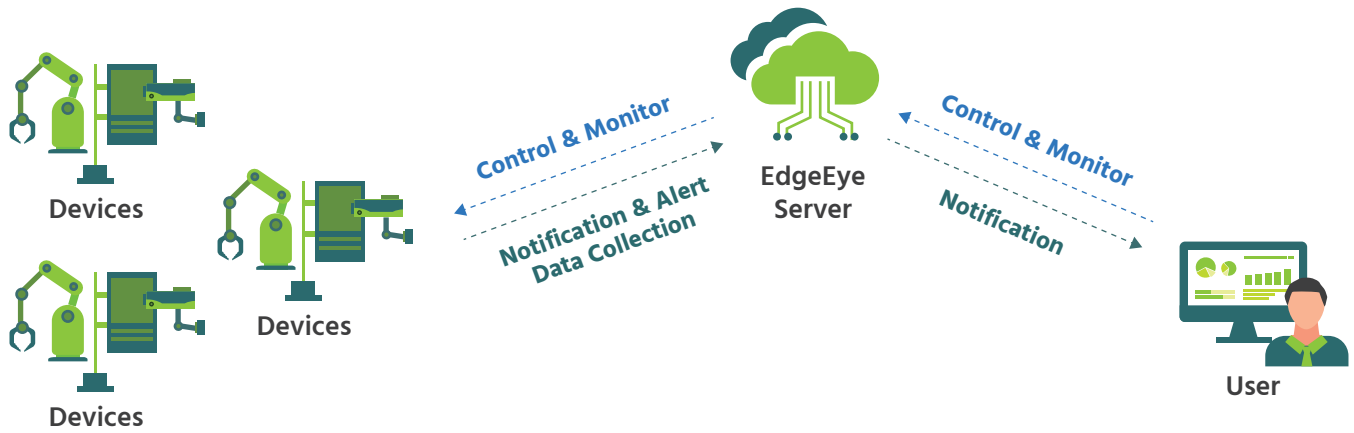 Devices
Devices
Devices
Control & Monitor
Notification & Alert
Data Collection
EdgeEye
Server
Control & Monitor
Notification
User